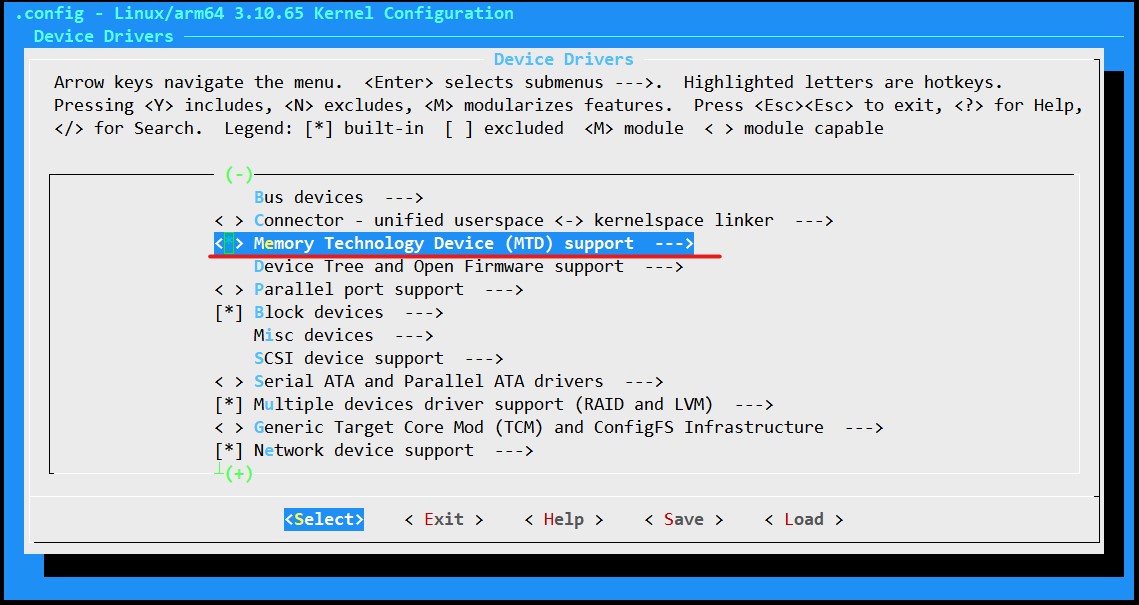 .config - Linux/arm64 3.10.65 Kernel Configuration
Device Drivers
Device Drivers
Arrow keys navigate the menu.  <Enter> selects submenus --->.  Highlighted letters are hotkeys.
Pressing <Y> includes, <N> excludes, <M> modularizes features.  Press <Esc><Esc> to exit, <?> for Help,
</> for Search.  Legend: [*] built-in  [ ] excluded  <M> module  < > module capable
(-)
Bus devices  --->
< > Connector - unified userspace <-> kernelspace linker  --->
<*> Memory Technology Device (MTD) support  --->
Device Tree and Open Firmware support  --->
< > Parallel port support  --->
[*] Block devices  --->
Misc devices  --->
SCSI device support  --->
< > Serial ATA and Parallel ATA drivers  --->
[*] Multiple devices driver support (RAID and LVM)  --->
< > Generic Target Core Mod (TCM) and ConfigFS Infrastructure  --->
[*] Network device support  --->
(+)
<Select>    < Exit >    < Help >    < Save >    < Load >